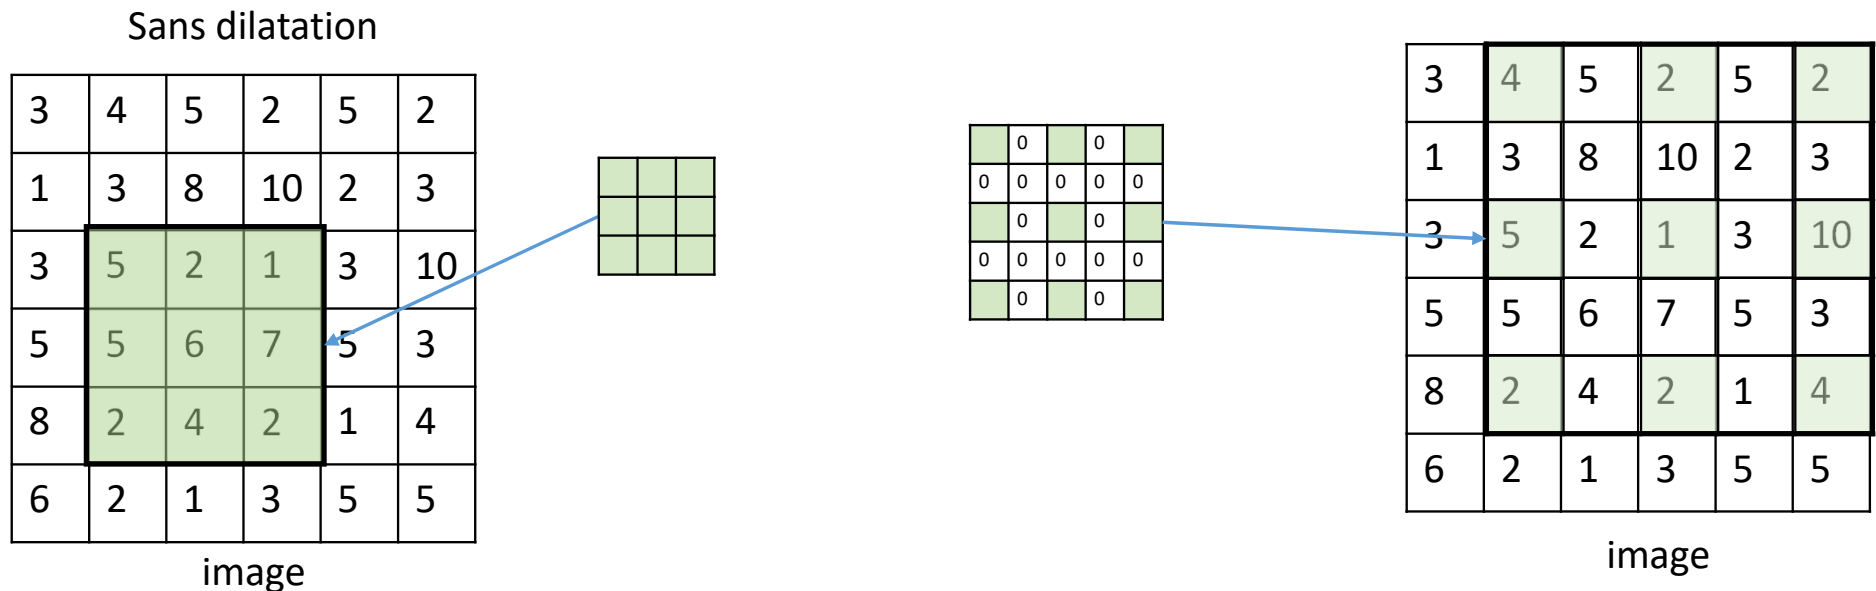 Sans dilatation
3 4 5 2 5 2
1 3 8 10 2 3
3 5 2 1 3 10
5 5 6 7 5 3
8 2 4 2 1 4
6 2 1 3 5 5
image
0 0
0 0 0 0 0
0 0
0 0 0 0 0
0 0
3 4 5 2 5 2
1 3 8 10 2 3
3 5 2 1 3 10
5 5 6 7 5 3
8 2 4 2 1 4
6 2 1 3 5 5
image